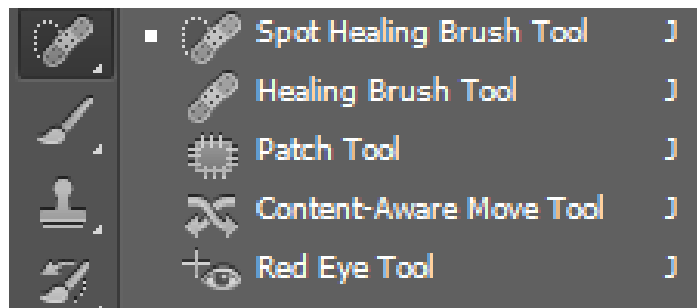 Spot Healing Brush Tool J
Healing Brush Tool J
Patch Tool J
Content-Aware Move Tool J
Red Eye Tool J